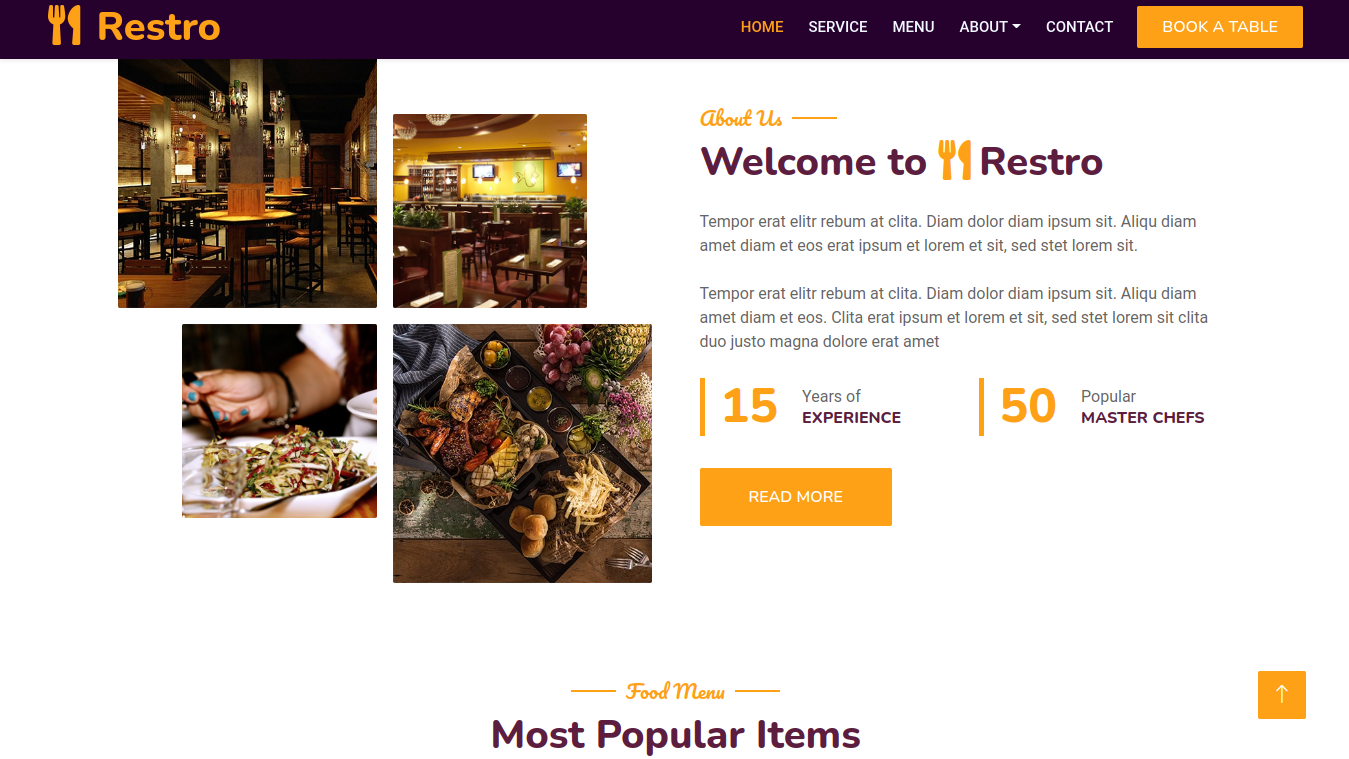 Restro
HOME SERVICE MENU ABOUT CONTACT BOOK A TABLE
About Us
Welcome to Restro
Tempor erat elitr rebum at clita. Diam dolor diam ipsum sit. Aliqu diam
amet diam et eos erat ipsum et lorem et sit, sed stet lorem sit.
Tempor erat elitr rebum at clita. Diam dolor diam ipsum sit. Aliqu diam
amet diam et eos. Clita erat ipsum et lorem et sit, sed stet lorem sit clita
duo justo magna dolore erat amet
15 Years of
EXPERIENCE
50 Popular
MASTER CHEFS
READ MORE
Food Menu
Most Popular Items